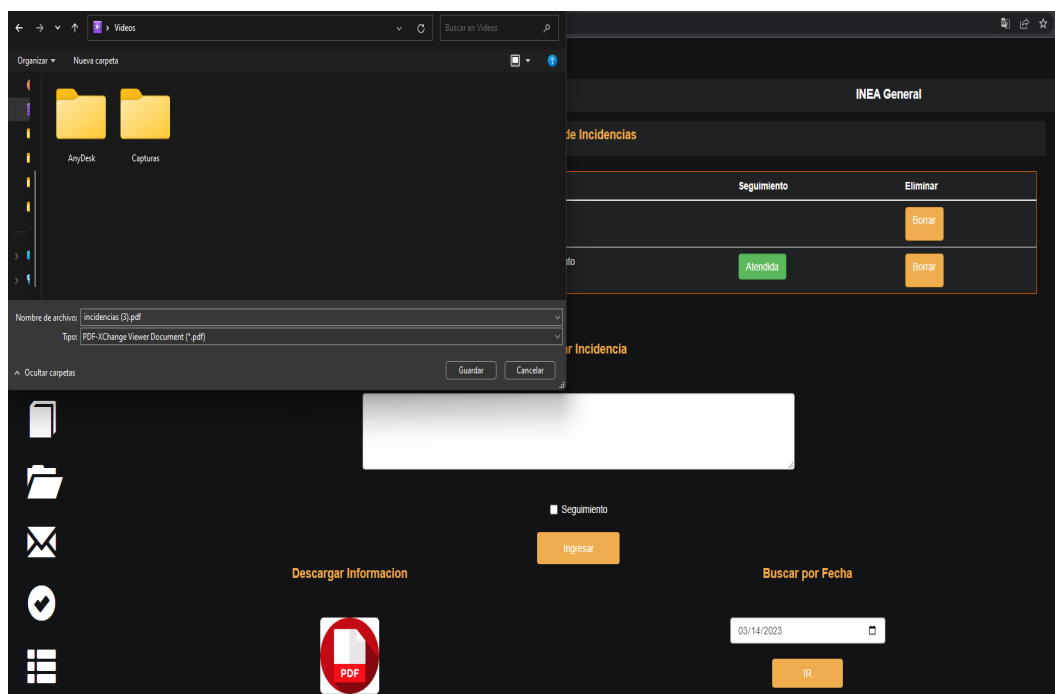 Videos
Buscar en Videos
Organizar
Nueva carpeta
AnyDesk
Capturas
Nombre de archivo: incidencias (3).pdf
Tipo: PDF-XChange Viewer Document (*.pdf)
Ocultar carpetas
Guardar
Cancelar
INEA General
de Incidencias
Seguimiento
Eliminar
Borrar
Atendida
Borrar
Incidencia
Seguimiento
Ingresar
Descargar Informacion
Buscar por Fecha
03/14/2023
PDF
IR